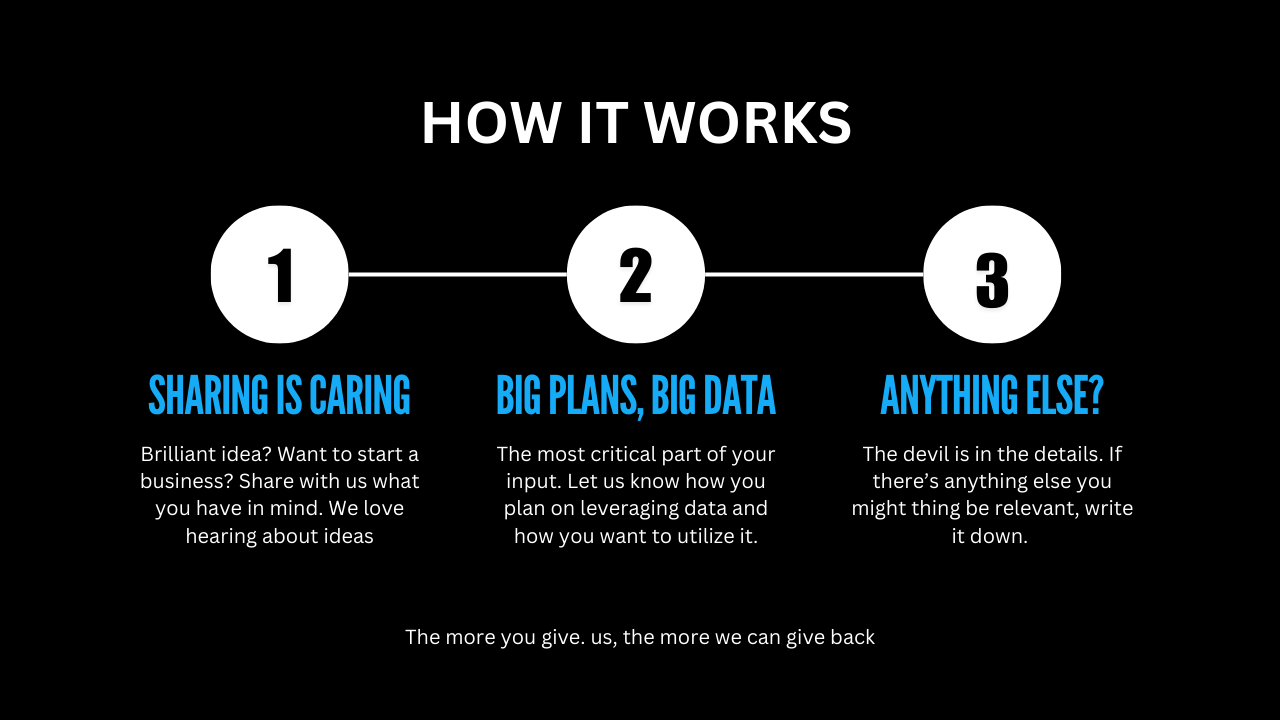 HOW IT WORKS
1
2
3
SHARING IS CARING
Brilliant idea? Want to start a
business? Share with us what
you have in mind. We love
hearing about ideas
BIG PLANS, BIG DATA
The most critical part of your
input. Let us know how you
plan on leveraging data and
how you want to utilize it.
ANYTHING ELSE?
The devil is in the details. If
there’s anything else you
might thing be relevant, write
it down.
The more you give. us, the more we can give back